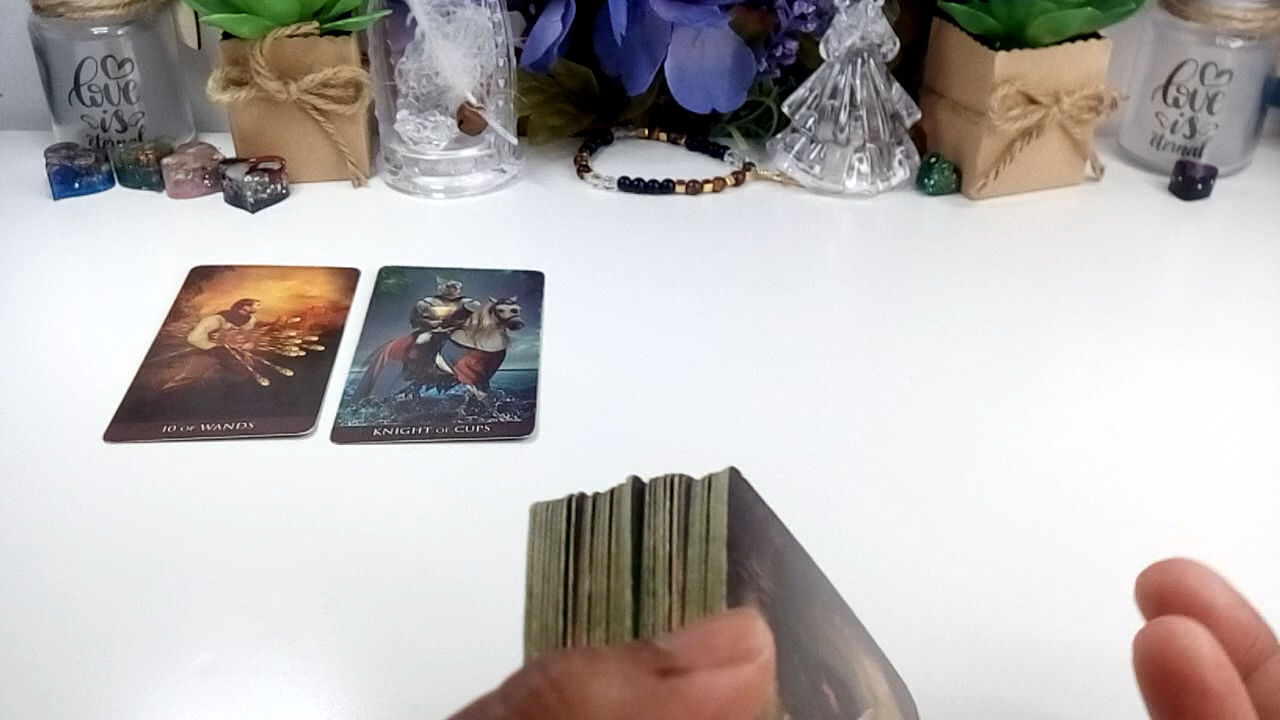 love
is
eternal
love
is
eternal
10 OF WANDS
KNIGHT OF CUPS